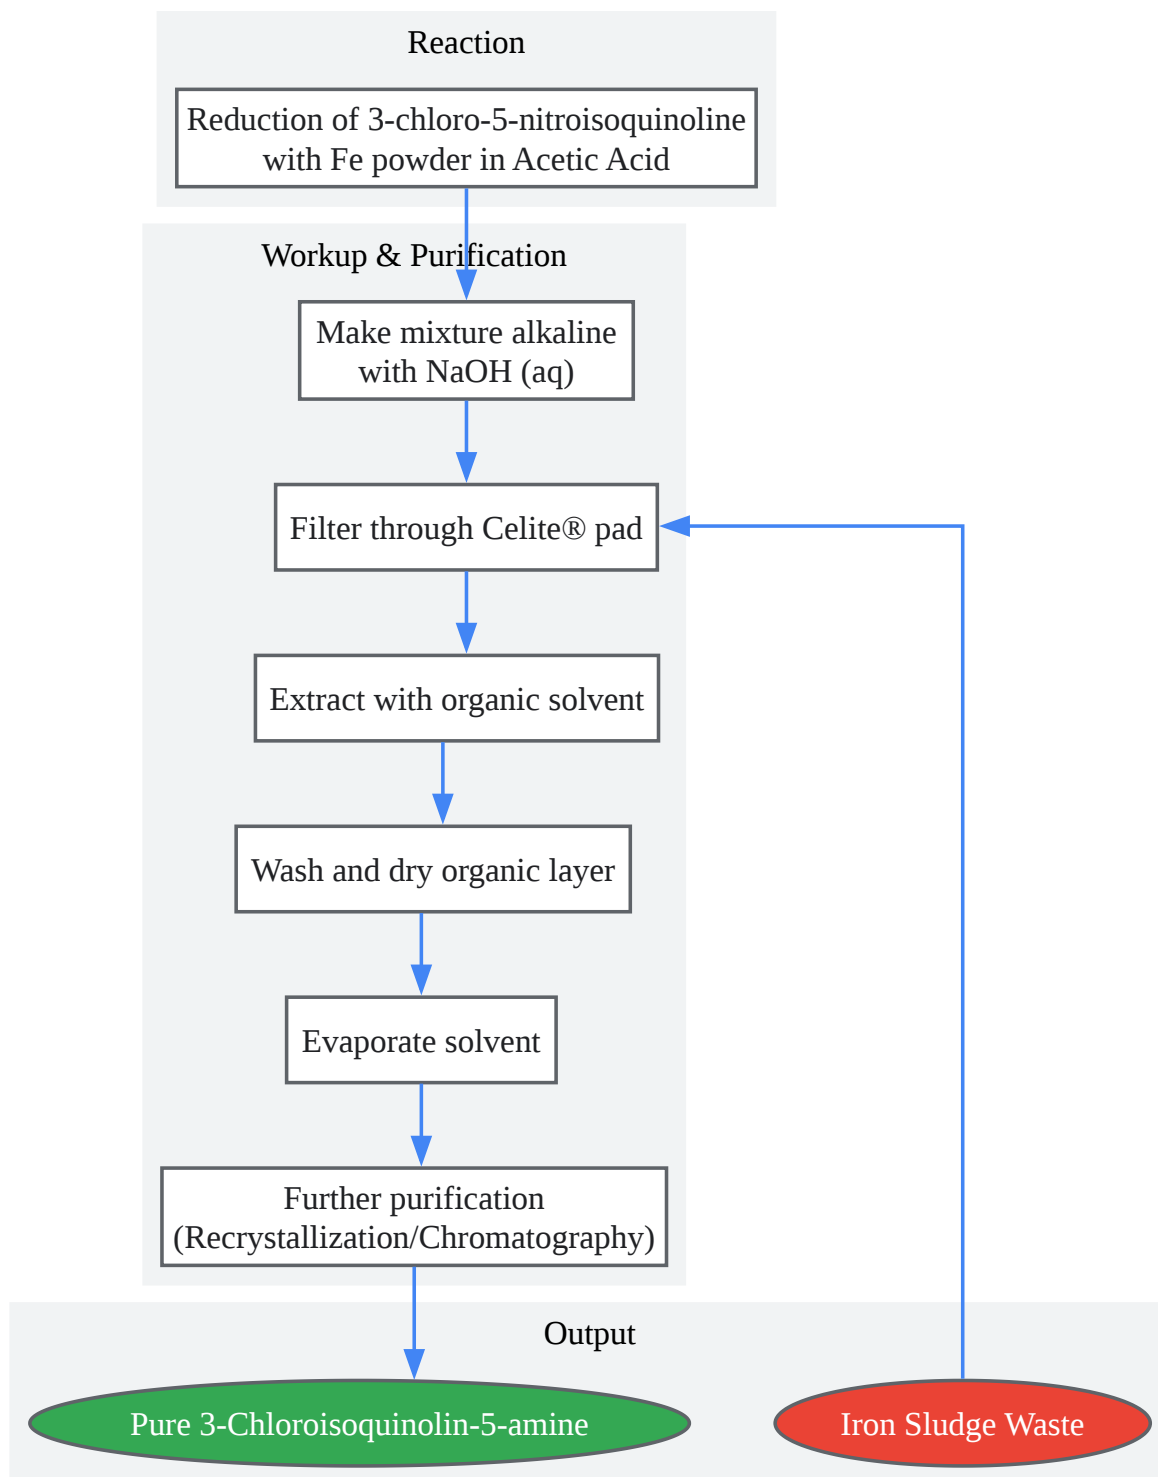 Reaction
Reduction of 3-chloro-5-nitroisoquinoline
with Fe powder in Acetic Acid
Workup & Purification
Make mixture alkaline
with NaOH (aq)
Filter through Celite® pad
Extract with organic solvent
Wash and dry organic layer
Evaporate solvent
Further purification
(Recrystallization/Chromatography)
Output
Pure 3-Chloroisoquinolin-5-amine
Iron Sludge Waste